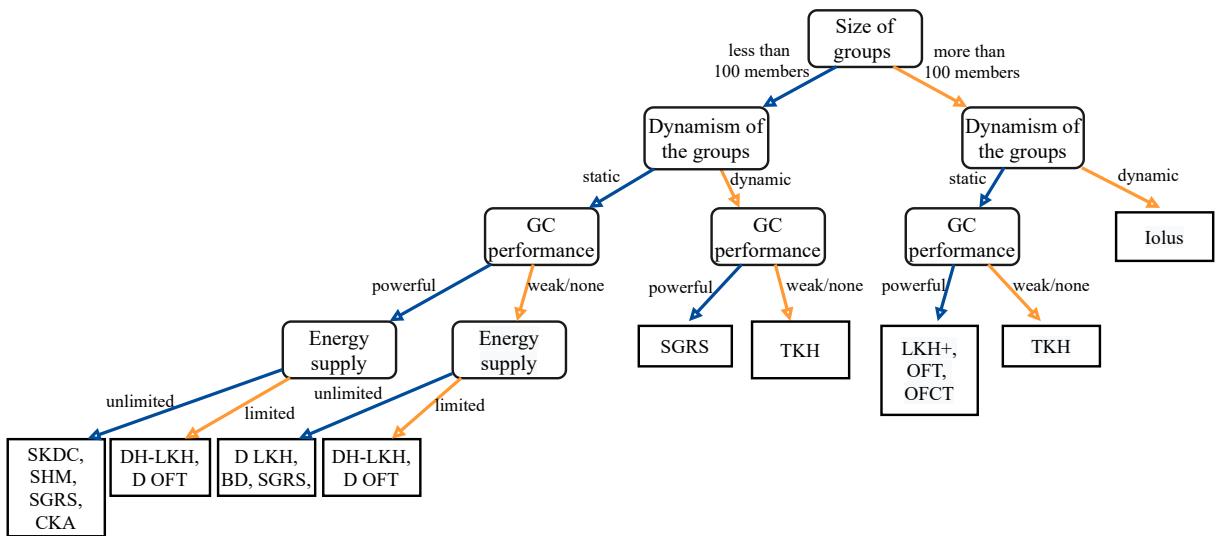 Size of
groups
less than
100 members
more than
100 members
Dynamism of
the groups
Dynamism of
the groups
static
dynamic
static
dynamic
GC
performance
GC
performance
GC
performance
Iolus
powerful
weak/none
powerful
weak/none
powerful
weak/none
Energy
supply
Energy
supply
SGRS
TKH
LKH+,
OFT,
OFCT
TKH
unlimited
limited
unlimited
limited
SKDC,
SHM,
SGRS,
CKA
DH-LKH,
D OFT
D LKH,
BD, SGRS,
DH-LKH,
D OFT